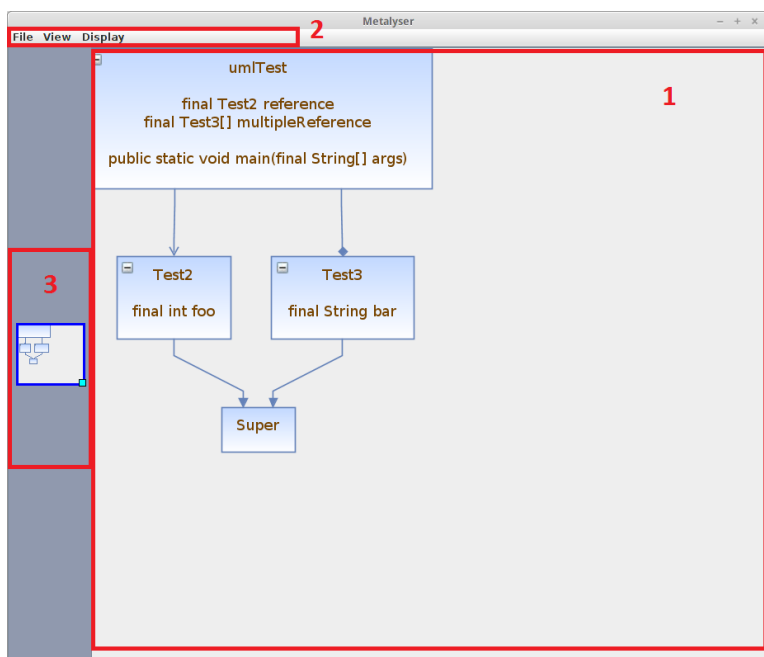 Metalyser
File View Display
2
1
umlTest
final Test2 reference
final Test3[] multipleReference
public static void main(final String[] args)
3
Test2
final int foo
Test3
final String bar
Super